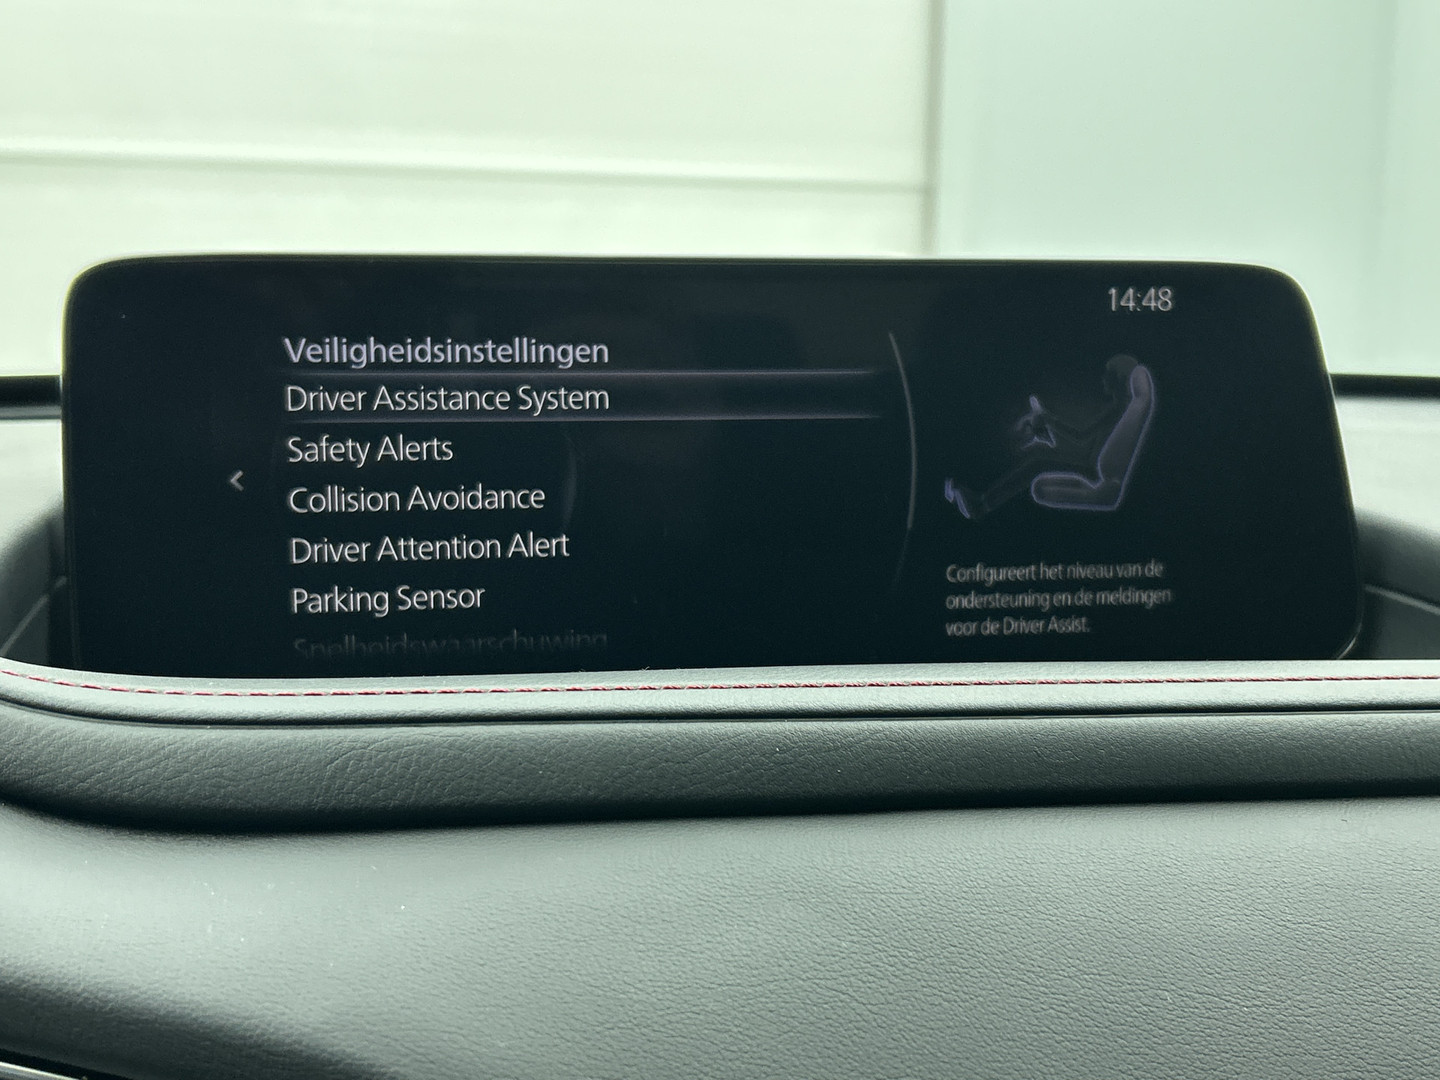 14:48
Veiligheidsinstellingen
Driver Assistance System
Safety Alerts
Collision Avoidance
Driver Attention Alert
Parking Sensor
Snelheidswaarschuwing
Configureert het niveau van de
ondersteuning en de meldingen
voor de Driver Assist.